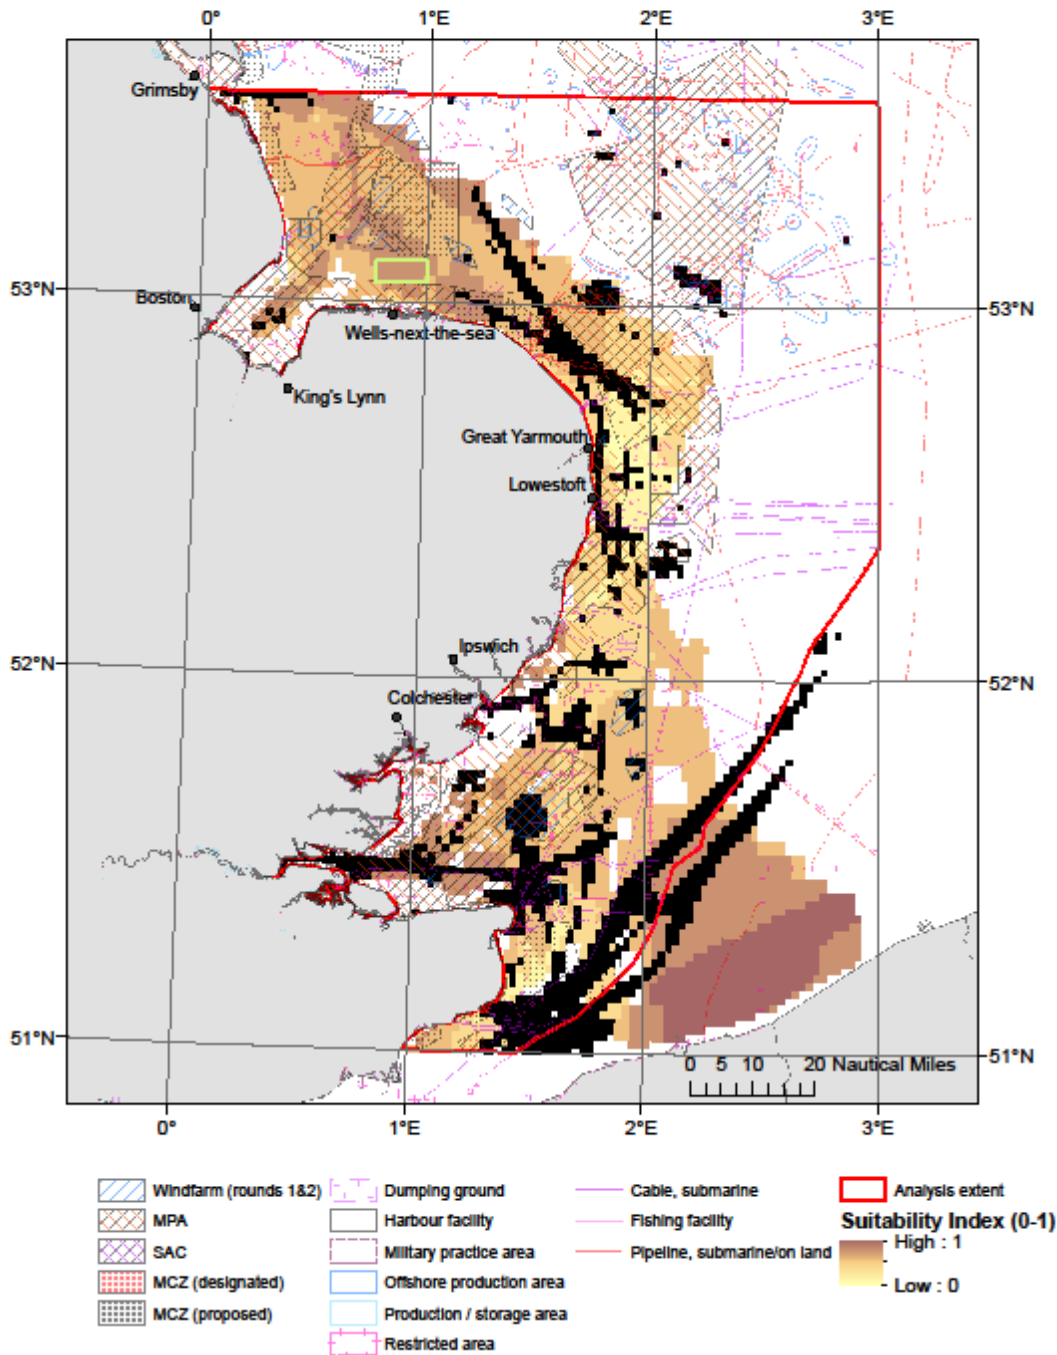 0° 1°E 2°E 3°E
Grimsby
53°N Boston 53°N
Wells-next-the-sea
King's Lynn
Great Yarmouth
Lowestoft
52°N Ipswich 52°N
Colchester
51°N 51°N
0 5 10 20 Nautical Miles
0° 1°E 2°E 3°E
Windfarm (rounds 1&2) Dumping ground Cable, submarine Analysis extent
MPA Harbour facility Fishing facility Suitability Index (0-1)
SAC Military practice area Pipeline, submarine/on land High : 1
MCZ (designated) Offshore production area Low : 0
MCZ (proposed) Production / storage area
Restricted area